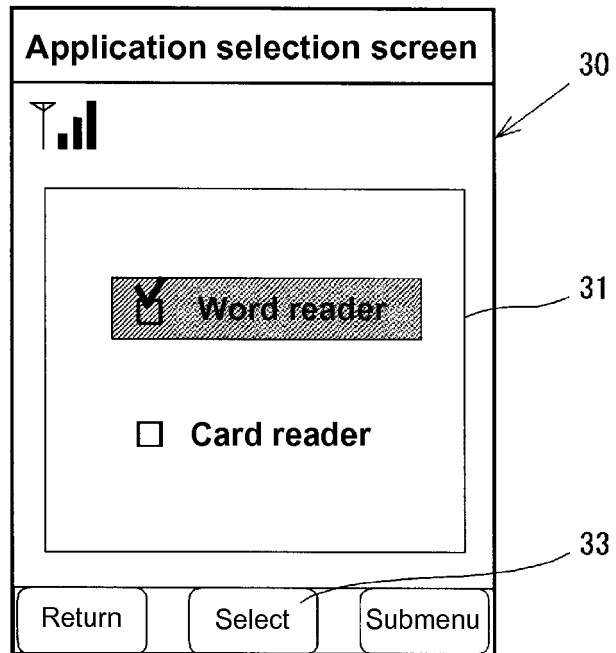 Application selection screen
30
Word reader
31
Card reader
33
Return Select Submenu